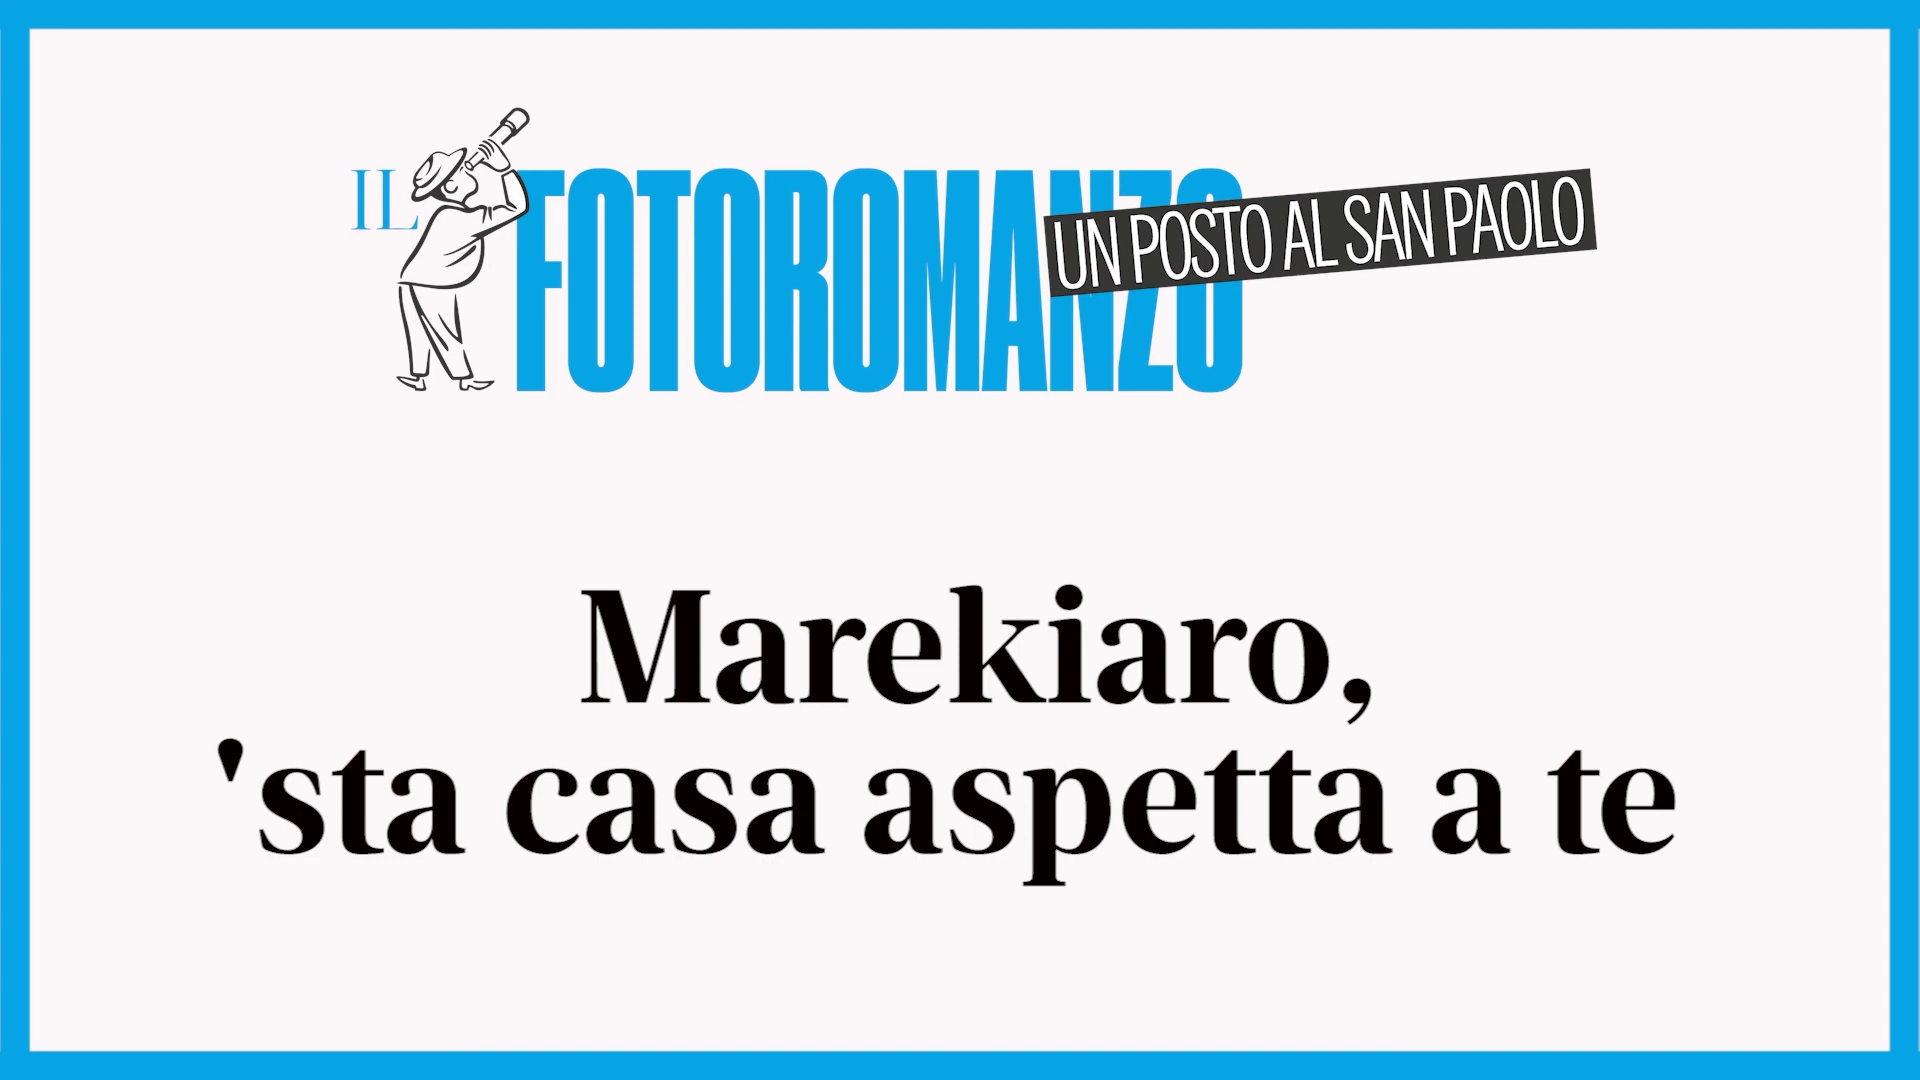 IL FOTOROMANZO
UN POSTO AL SAN PAOLO
Marekiaro,
'sta casa aspetta a te